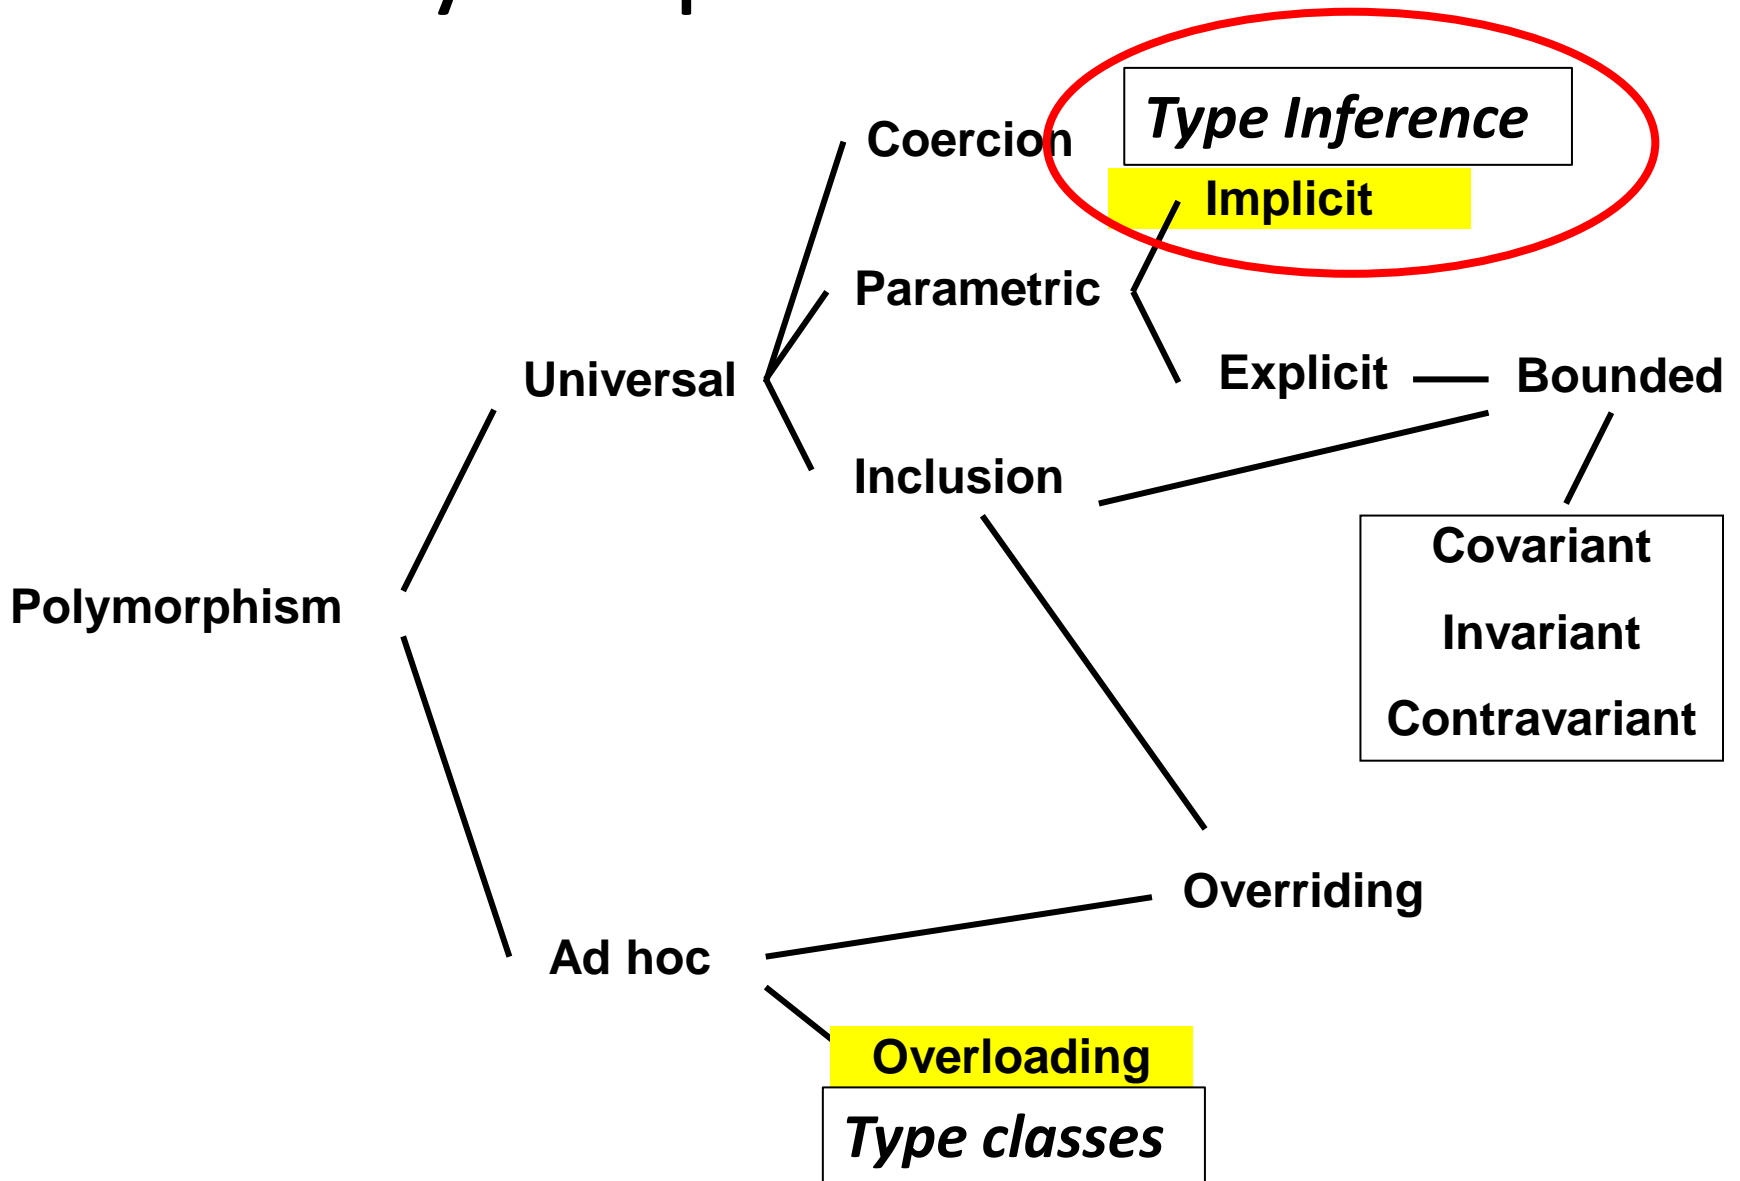 Type Inference
Coercion
Implicit
Parametric
Explicit
Bounded
Universal
Inclusion
Covariant
Invariant
Contravariant
Polymorphism
Overriding
Ad hoc
Overloading
Type classes